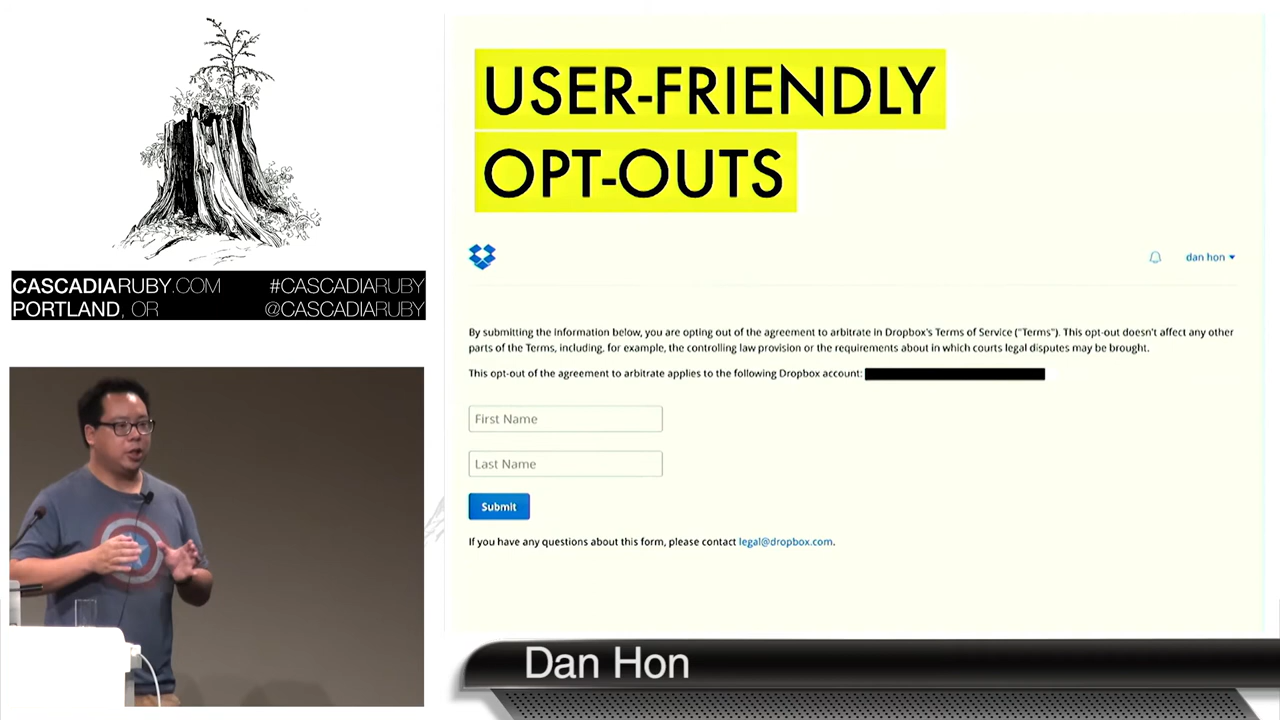 USER-FRIENDLY
OPT-OUTS
CASCADIARUBY.COM #CASCADIARUBY
PORTLAND, OR @CASCADIARUBY
dan hon
By submitting the information below, you are opting out of the agreement to arbitrate in Dropbox's Terms of Service ("Terms"). This opt-out doesn't affect any other
parts of the Terms, including, for example, the controlling law provision or the requirements about in which courts legal disputes may be brought.
This opt-out of the agreement to arbitrate applies to the following Dropbox account:
First Name
Last Name
Submit
If you have any questions about this form, please contact legal@dropbox.com.
Dan Hon